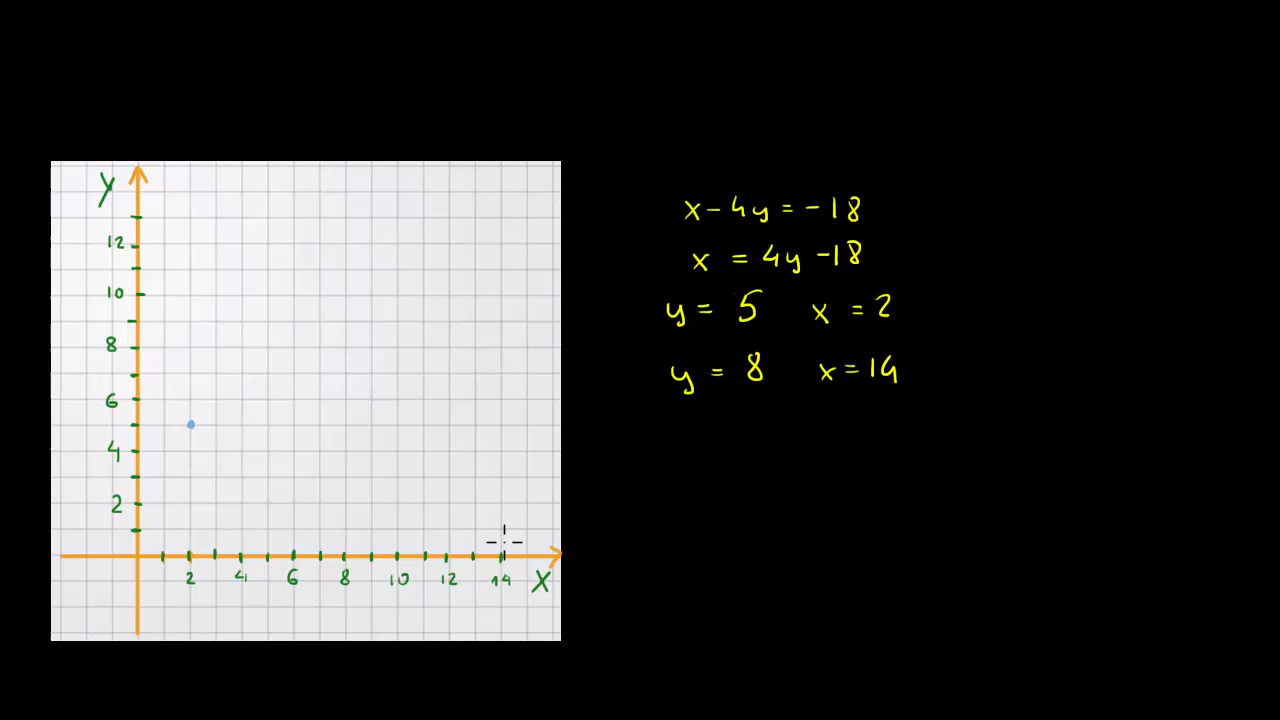 y
12
10
8
6
4
2
2 4 6 8 10 12 14 X
x - 4y = -18
x = 4y -18
y = 5 x = 2
y = 8 x = 14